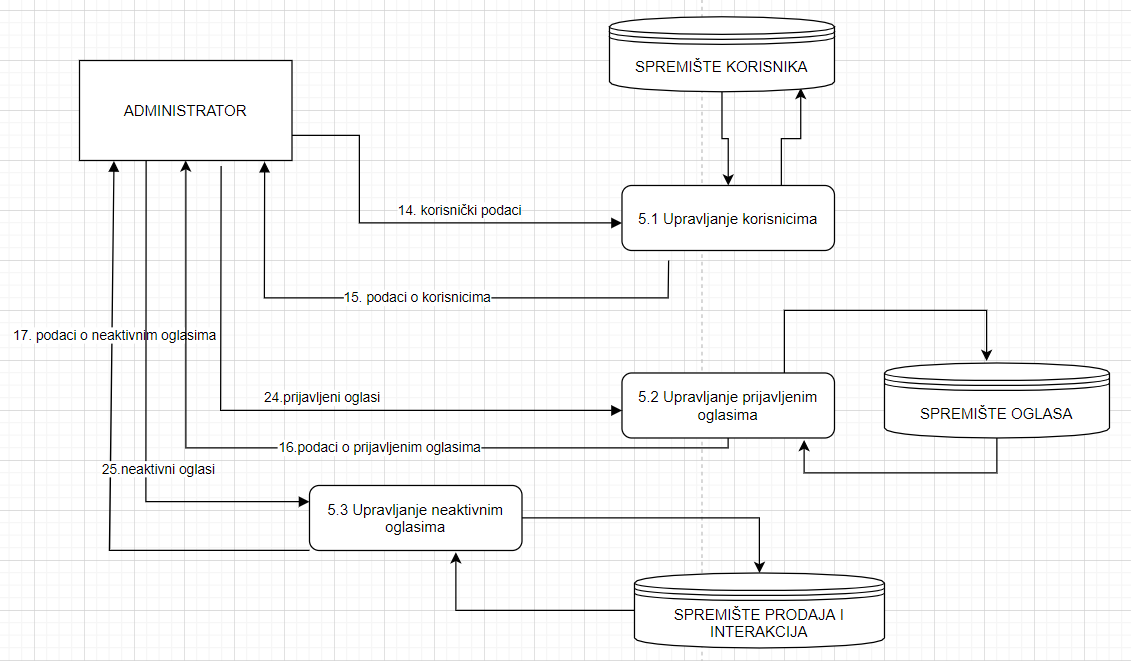 SPREMIŠTE KORISNIKA
ADMINISTRATOR
14. korisnički podaci
5.1 Upravljanje korisnicima
15. podaci o korisnicima
17. podaci o neaktivnim oglasima
24.prijavljeni oglasi
5.2 Upravljanje prijavljenim
oglasima
SPREMIŠTE OGLASA
16.podaci o prijavljenim oglasima
25.neaktivni oglasi
5.3 Upravljanje neaktivnim
oglasima
SPREMIŠTE PRODAJA I
INTERAKCIJA